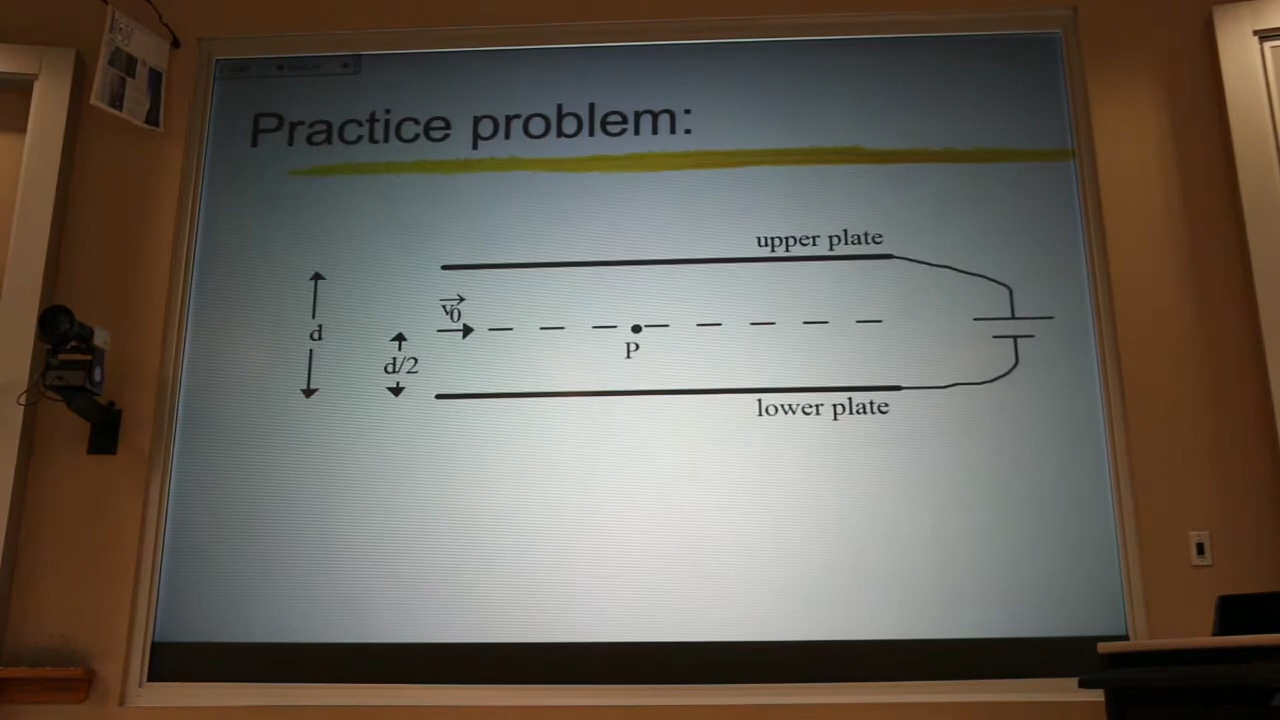 Practice problem:
upper plate
v0
d
d/2
P
lower plate